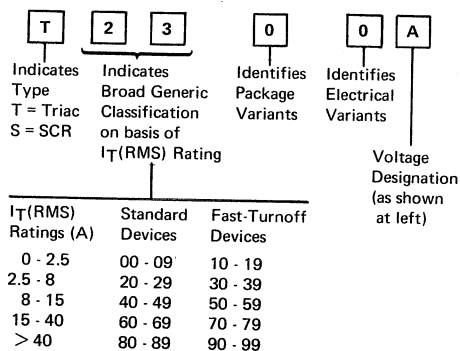 T 2 3 0 0 A
Indicates
Type
T = Triac
S = SCR
Indicates
Broad Generic
Classification
on basis of
IT(RMS) Rating
Identifies
Package
Variants
Identifies
Electrical
Variants
Voltage
Designation
(as shown
at left)
IT(RMS) Standard Fast-Turnoff
Ratings (A) Devices Devices
0 - 2.5 00 - 09 10 - 19
2.5 - 8 20 - 29 30 - 39
8 - 15 40 - 49 50 - 59
15 - 40 60 - 69 70 - 79
> 40 80 - 89 90 - 99